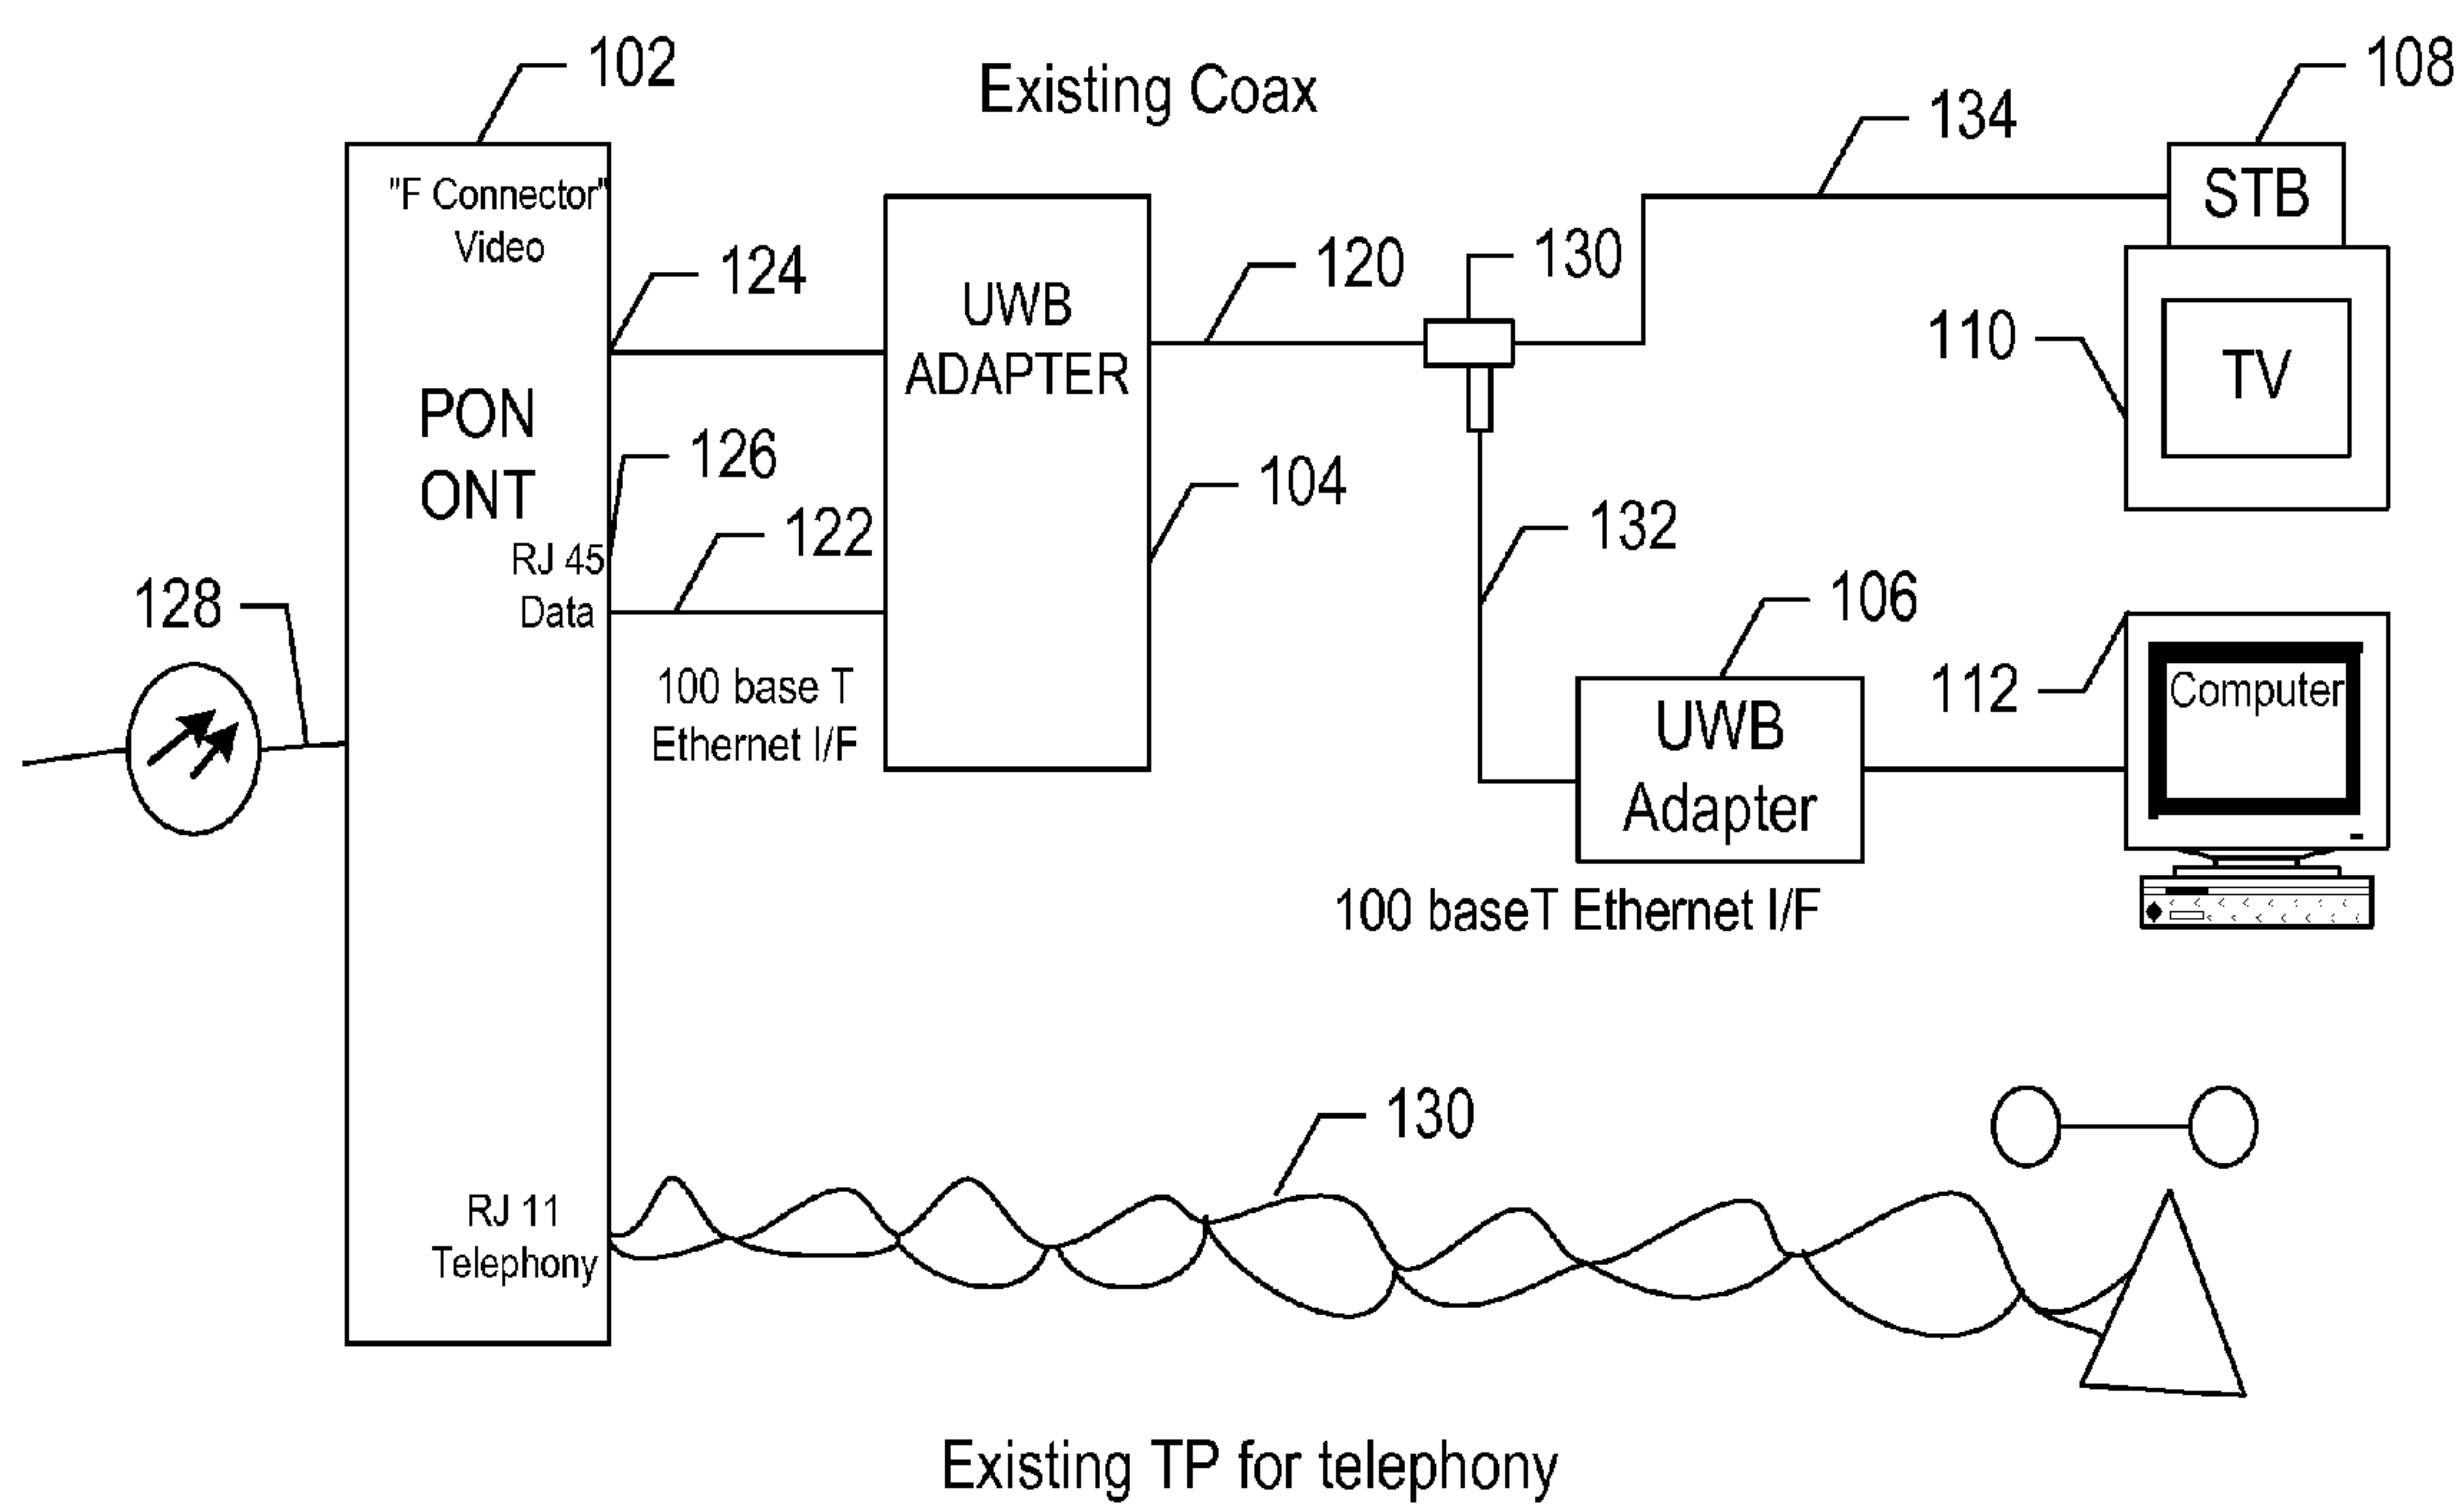 102
Existing Coax
108
134
"F Connector"
Video
STB
124
120
130
UWB
ADAPTER
110
TV
PON
ONT
126
104
122
132
RJ 45
Data
128
106
112
Computer
100 base T
Ethernet I/F
UWB
Adapter
100 baseT Ethernet I/F
130
RJ 11
Telephony
Existing TP for telephony